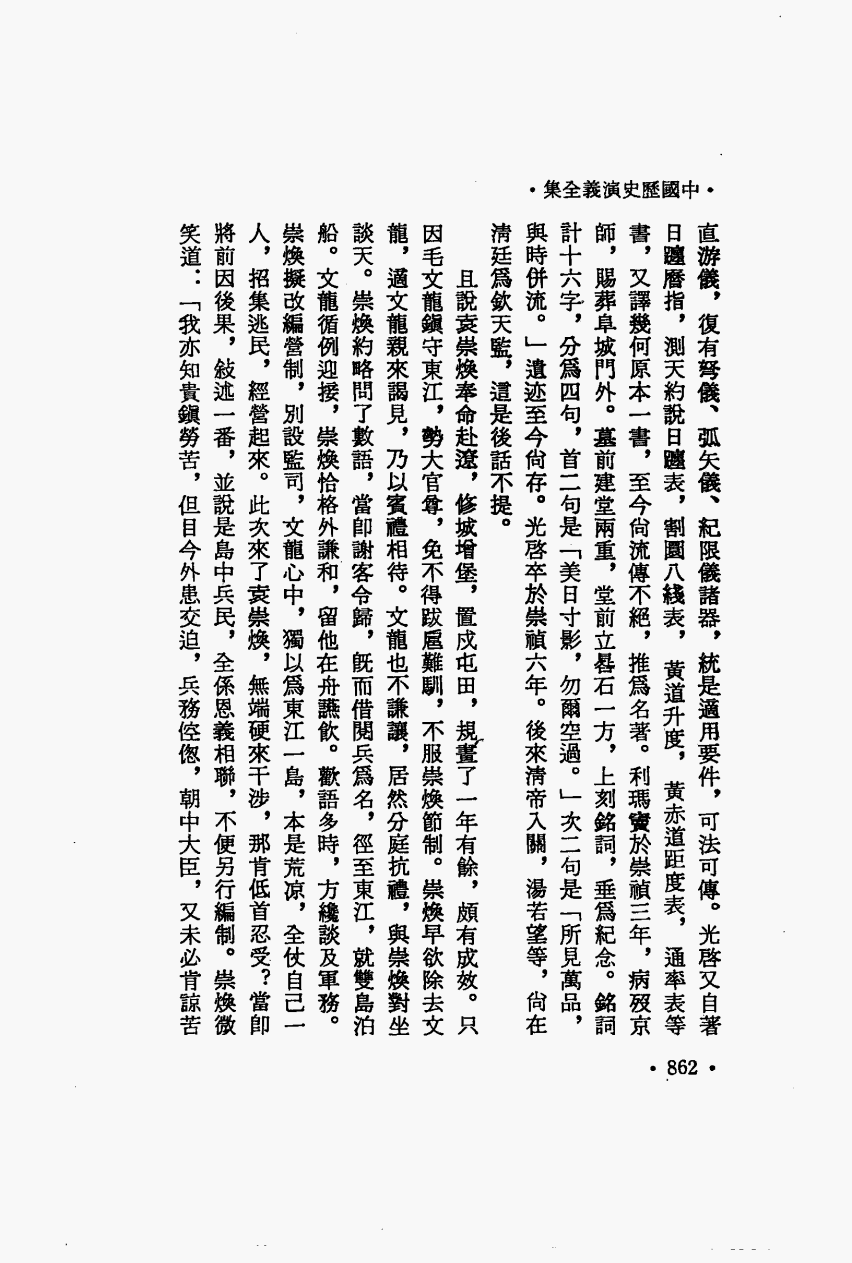 •中國歷史演義全集•
直游儀，復有弩儀、弧矢儀、紀限儀諸器，統是適用要件，可法可傳。光啓又自著
日躔曆指，測天約說日躔表，割圜八綫表，黃道升度，黃赤道距度表，通率表等
書，又譯幾何原本一書，至今尙流傳不絕，推爲名著。利瑪竇於崇禎三年，病歿京
師，賜葬阜城門外。墓前建堂兩重，堂前立晷石一方，上刻銘詞，垂爲紀念。銘詞
計十六字，分爲四句，首二句是「美日寸影，勿爾空過。」次二句是「所見萬品，
與時併流。」遺迹至今尙存。光啓卒於崇禎六年。後來淸帝入關，湯若望等，尙在
淸廷爲欽天監，這是後話不提。
且說袁崇煥奉命赴遼，修城增堡，置戍屯田，規畫了一年有餘，頗有成效。只
因毛文龍鎭守東江，勢大官尊，免不得跋扈難馴，不服崇煥節制。崇煥早欲除去文
龍，適文龍親來謁見，乃以賓禮相待。文龍也不謙讓，居然分庭抗禮，與崇煥對坐
談天。崇煥約略問了數語，當卽謝客令歸，旣而借閱兵爲名，徑至東江，就雙島泊
船。文龍循例迎接，崇煥恰格外謙和，留他在舟讌飮。歡語多時，方纔談及軍務。
崇煥擬改編營制，別設監司，文龍心中，獨以爲東江一島，本是荒凉，全仗自己一
人，招集逃民，經營起來。此次來了袁崇煥，無端硬來干涉，那肯低首忍受？當卽
將前因後果，敍述一番，並說是島中兵民，全係恩義相聯，不便另行編制。崇煥微
笑道：「我亦知貴鎭勞苦，但目今外患交迫，兵務倥偬，朝中大臣，又未必肯諒苦
•862•